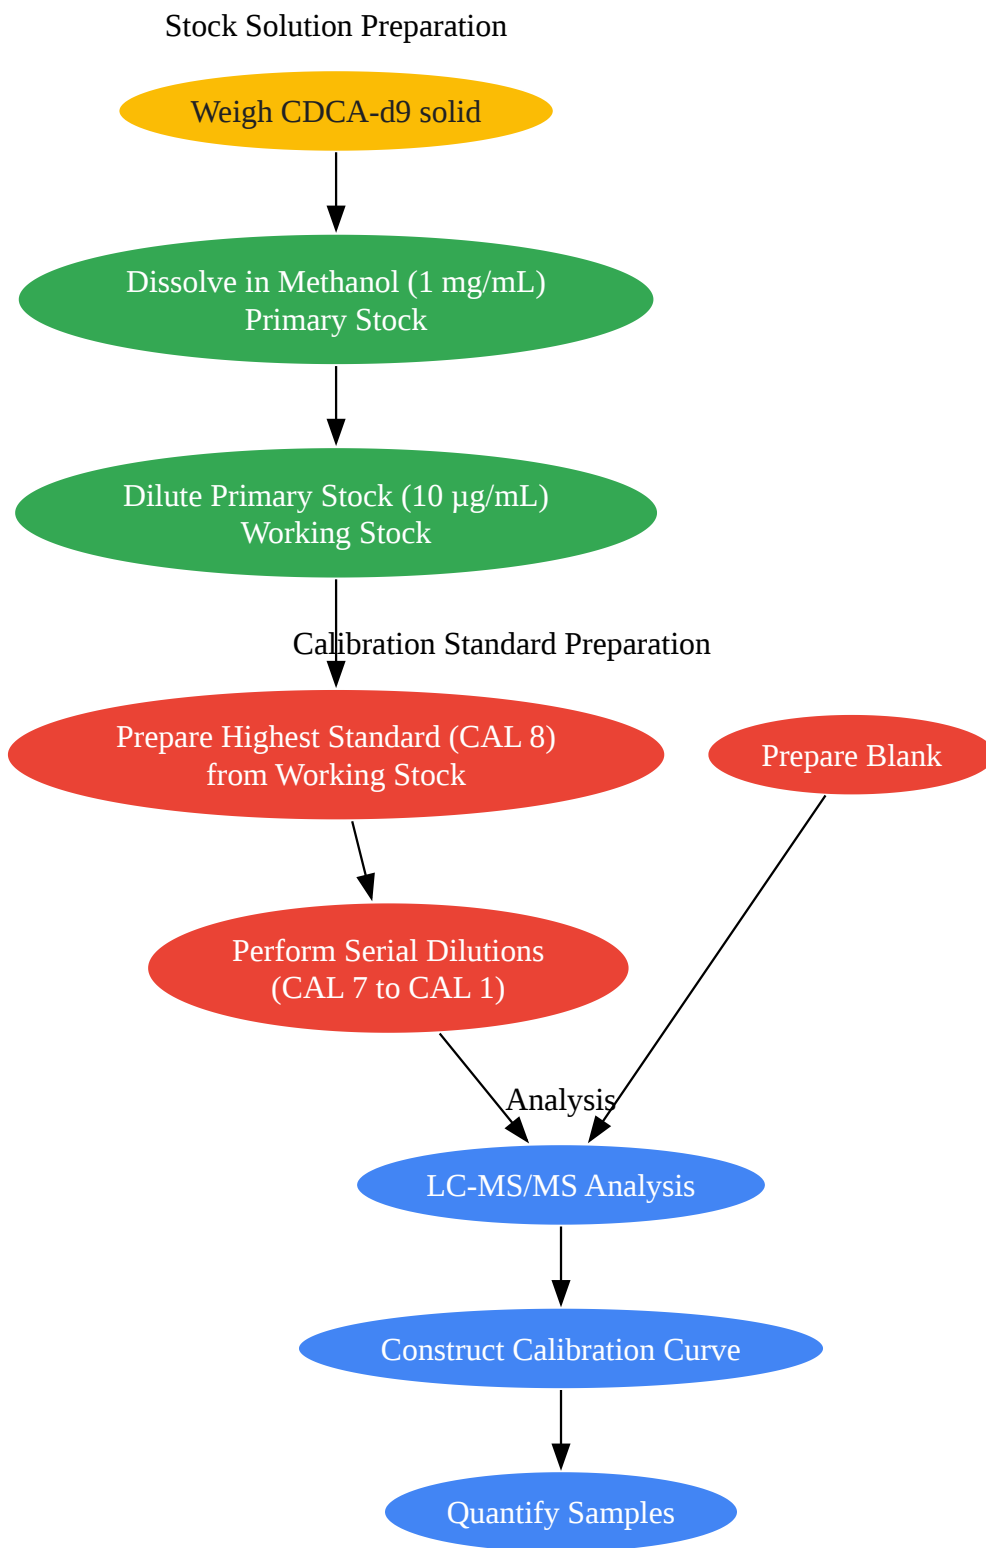 Stock Solution Preparation
Weigh CDCA-d9 solid
Dissolve in Methanol (1 mg/mL)
Primary Stock
Dilute Primary Stock (10 µg/mL)
Working Stock
Calibration Standard Preparation
Prepare Highest Standard (CAL 8)
from Working Stock
Prepare Blank
Perform Serial Dilutions
(CAL 7 to CAL 1)
Analysis
LC-MS/MS Analysis
Construct Calibration Curve
Quantify Samples